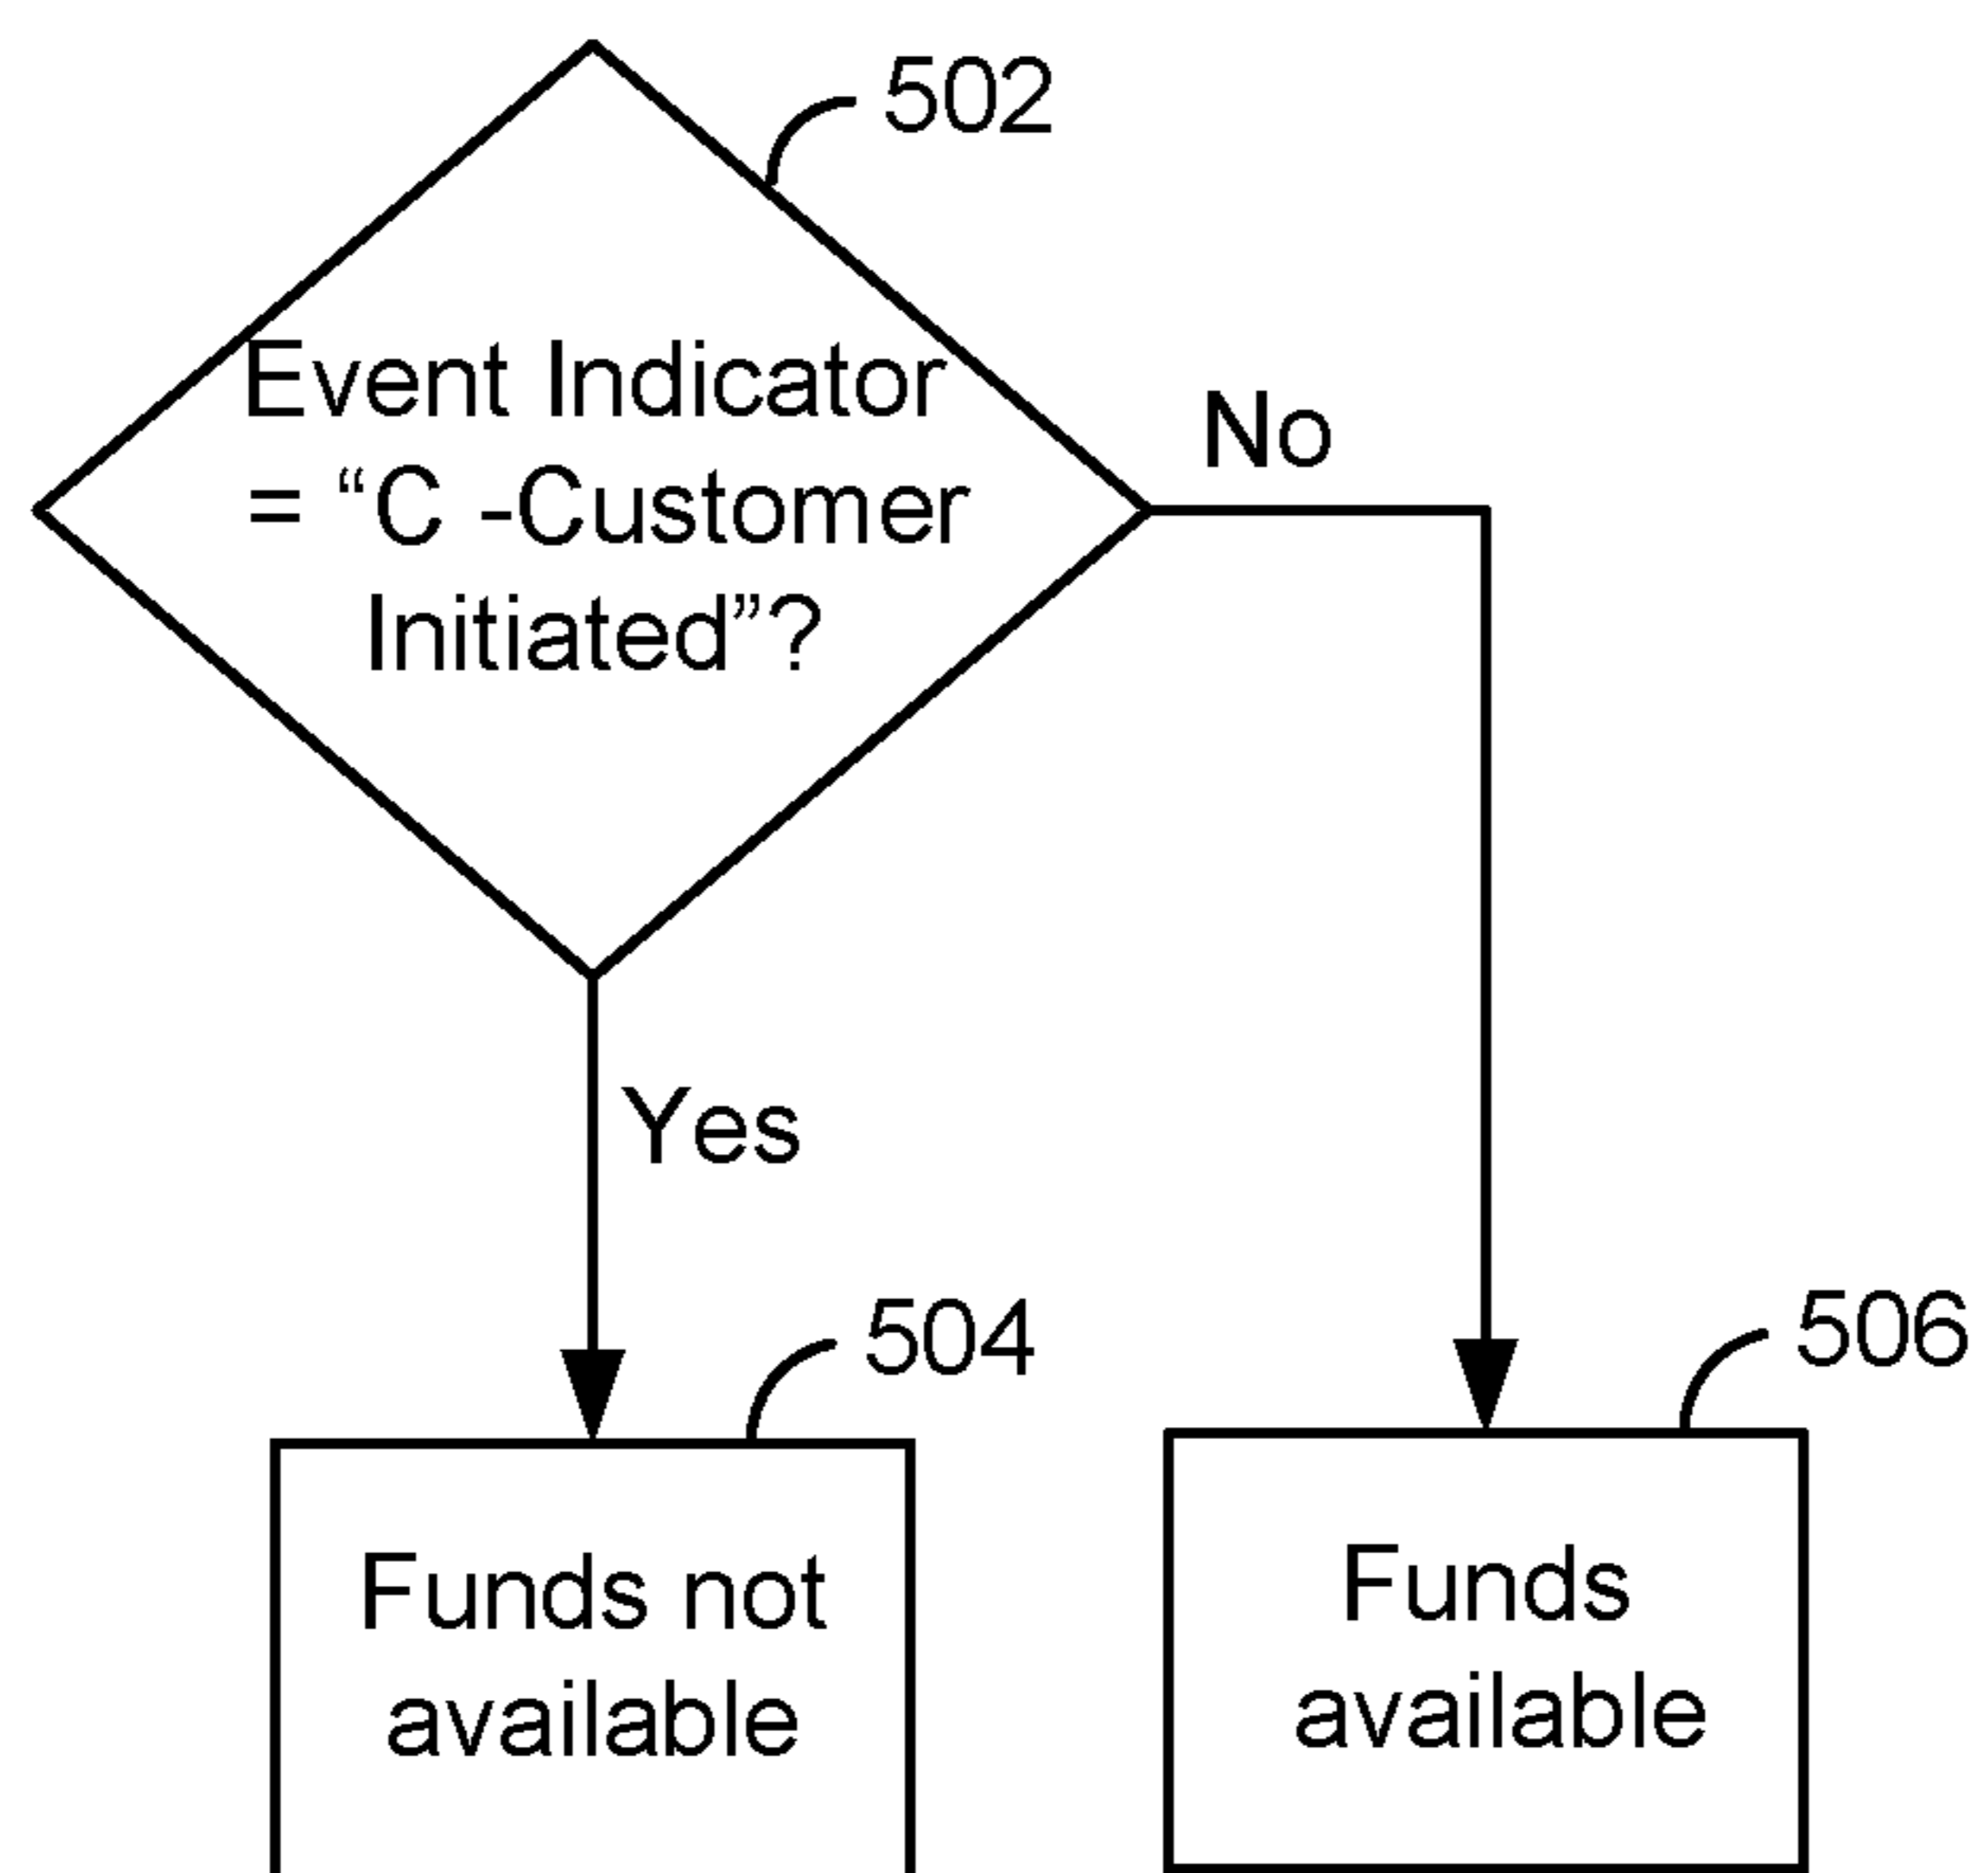 502
Event Indicator
= “C -Customer
Initiated”?
No
Yes
504
506
Funds not
available
Funds
available